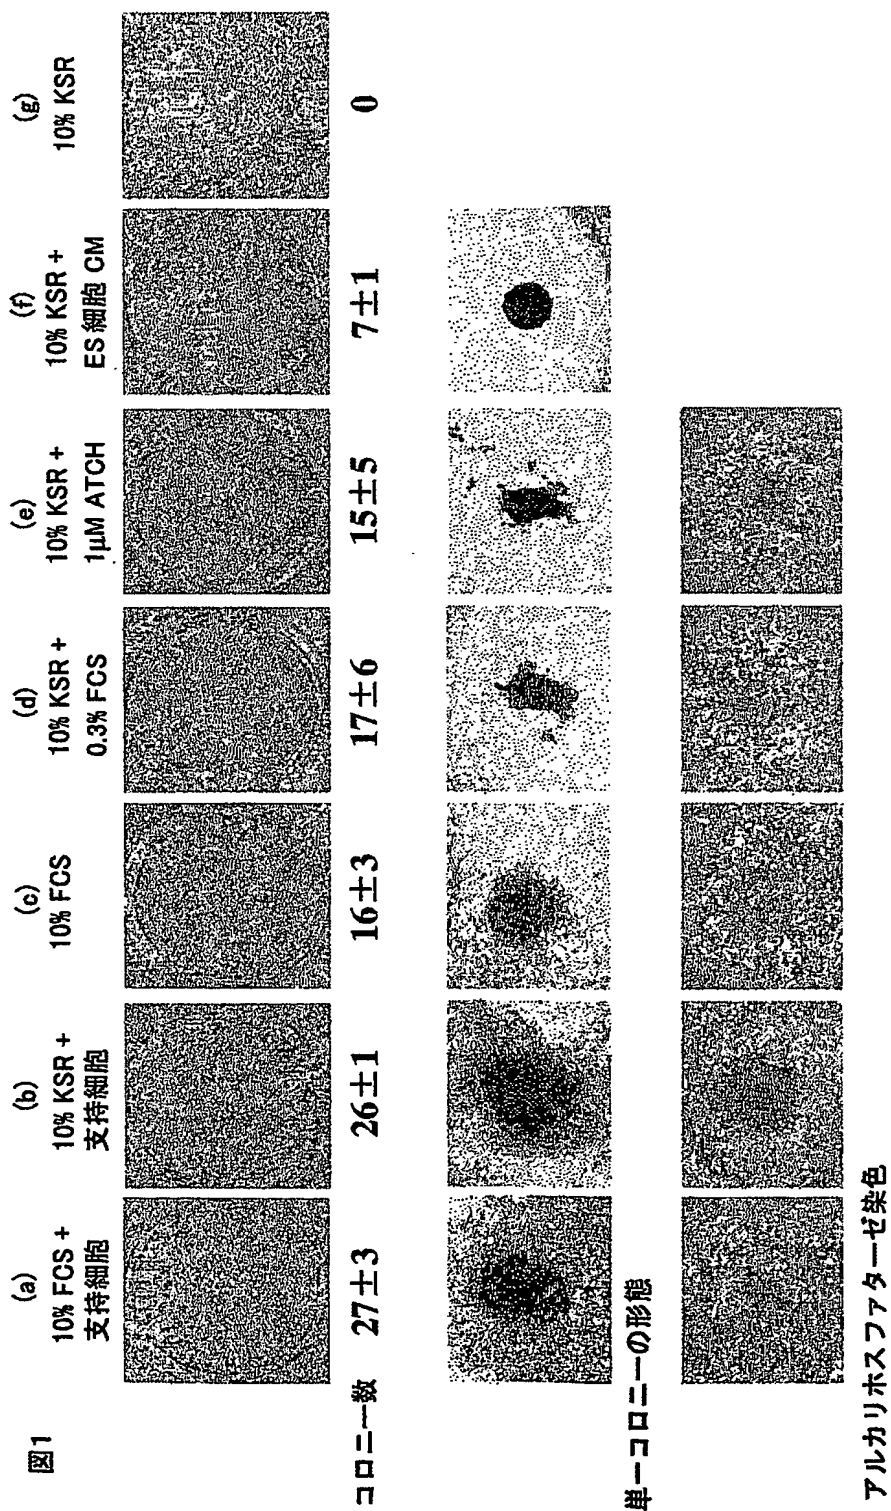 図1
(a)
10% FCS +
支持細胞
(b)
10% KSR +
支持細胞
(c)
10% FCS
(d)
10% KSR +
0.3% FCS
(e)
10% KSR +
1μM ATCH
(f)
10% KSR +
ES 細胞 CM
(g)
10% KSR
コロニー数 27±3 26±1 16±3 17±6 15±5 7±1 0
単一コロニーの形態
アルカリホスファターゼ染色